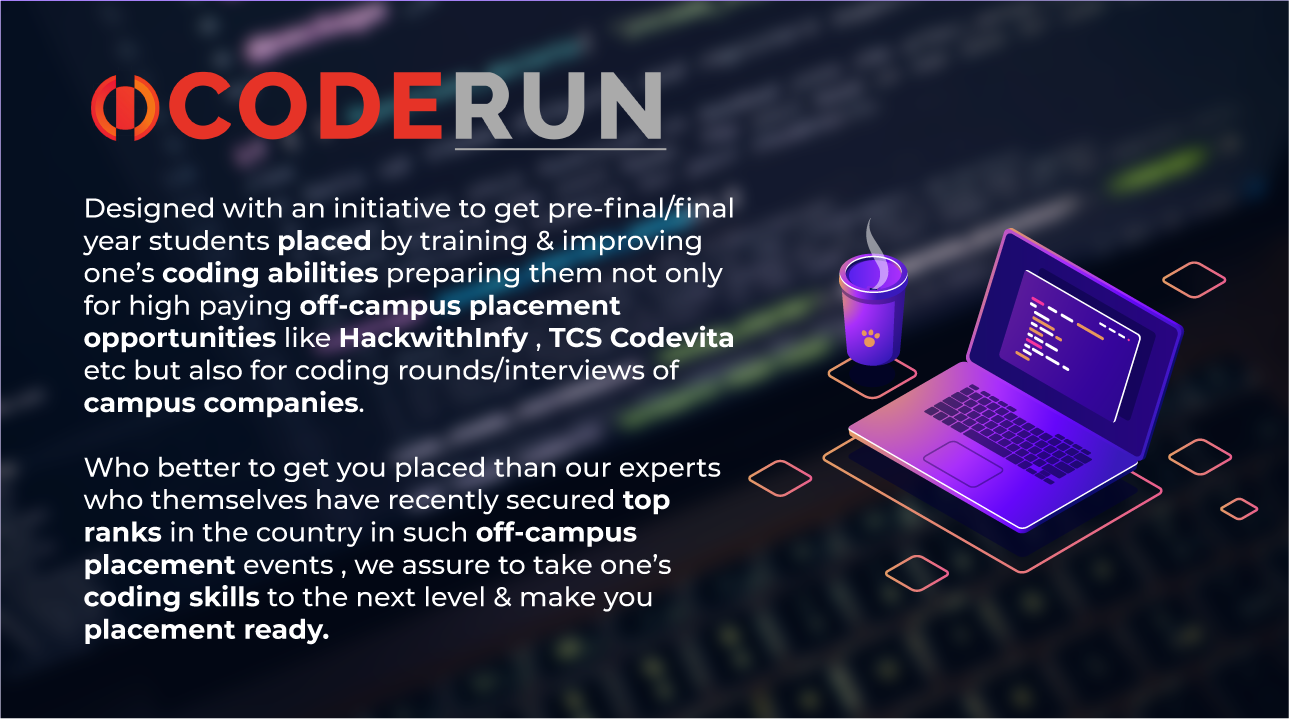 CODERUN
Designed with an initiative to get pre-final/final
year students placed by training & improving
one's coding abilities preparing them not only
for high paying off-campus placement
opportunities like HackwithInfy , TCS Codevita
etc but also for coding rounds/interviews of
campus companies.
Who better to get you placed than our experts
who themselves have recently secured top
ranks in the country in such off-campus
placement events , we assure to take one's
coding skills to the next level & make you
placement ready.